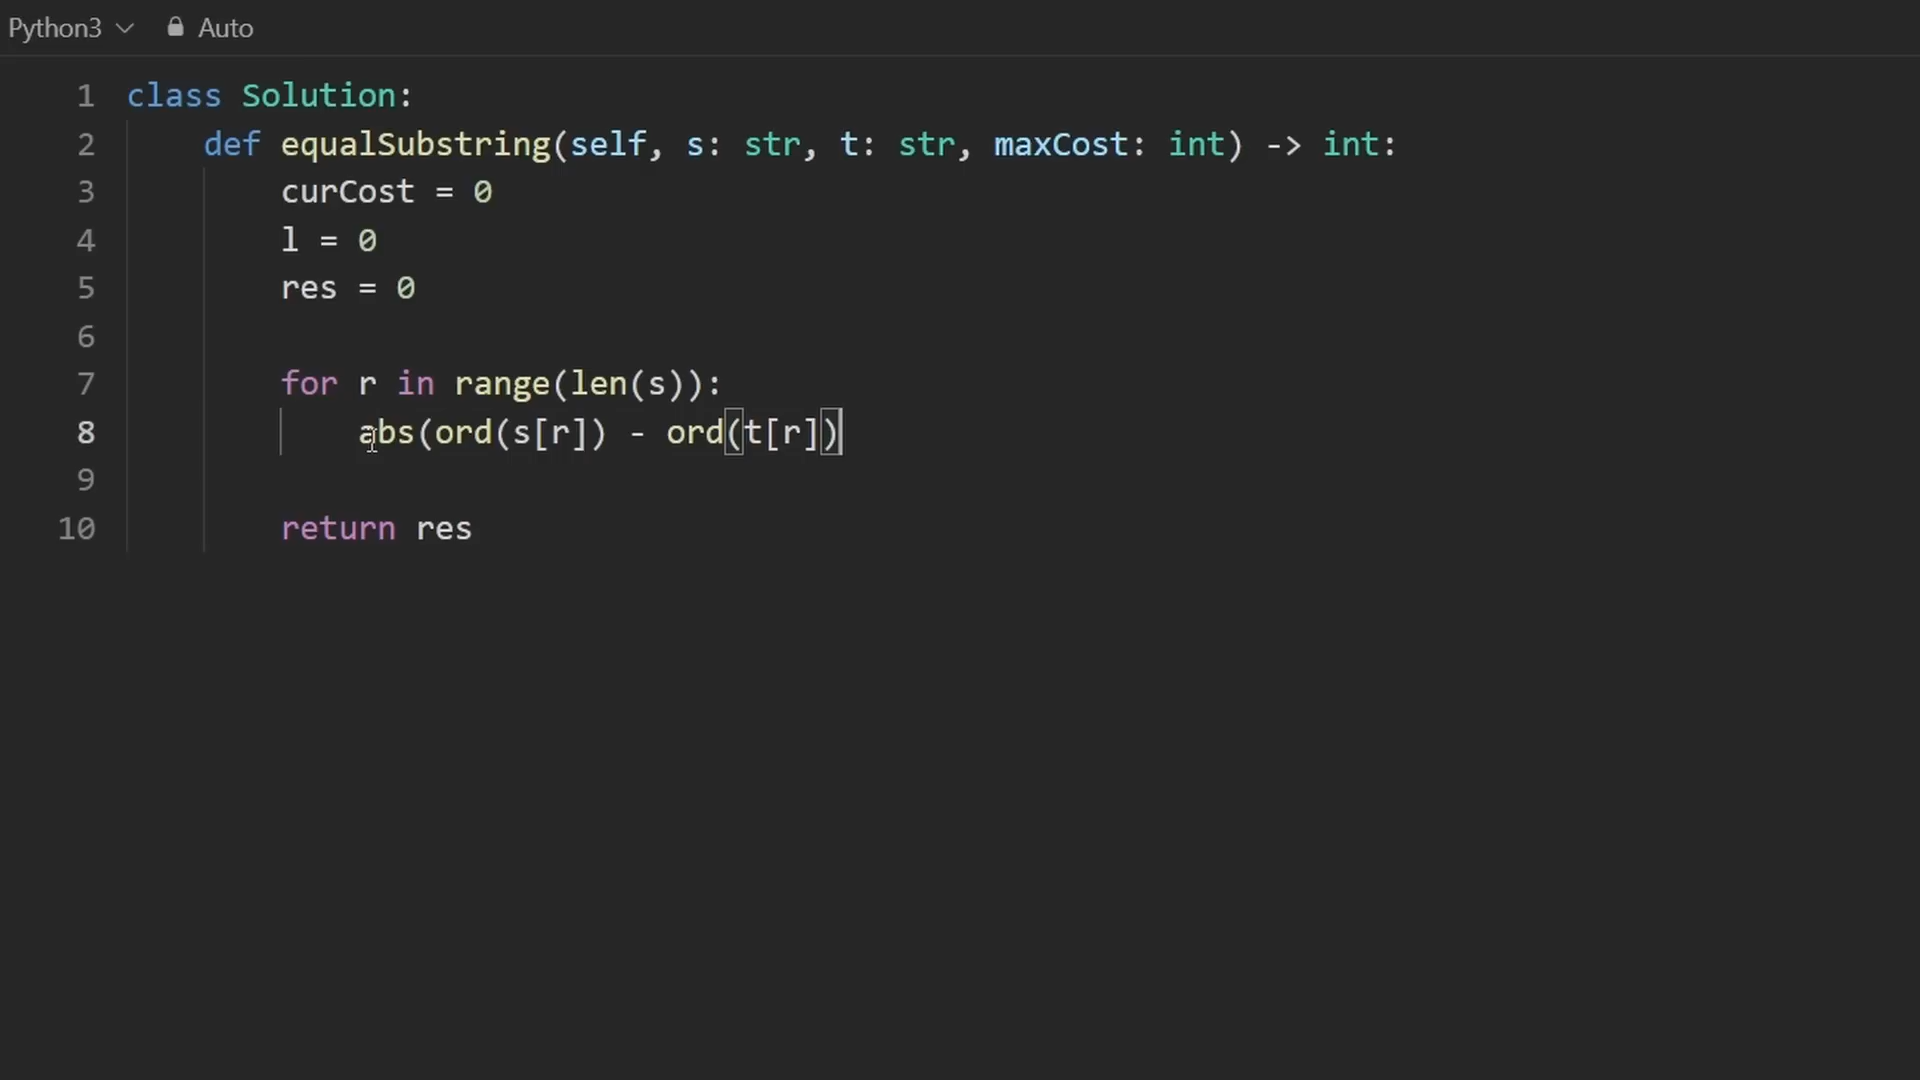 Python3 Auto
1 class Solution:
2 def equalSubstring(self, s: str, t: str, maxCost: int) -> int:
3 curCost = 0
4 l = 0
5 res = 0
6
7 for r in range(len(s)):
8 abs(ord(s[r]) - ord(t[r])
9
10 return res